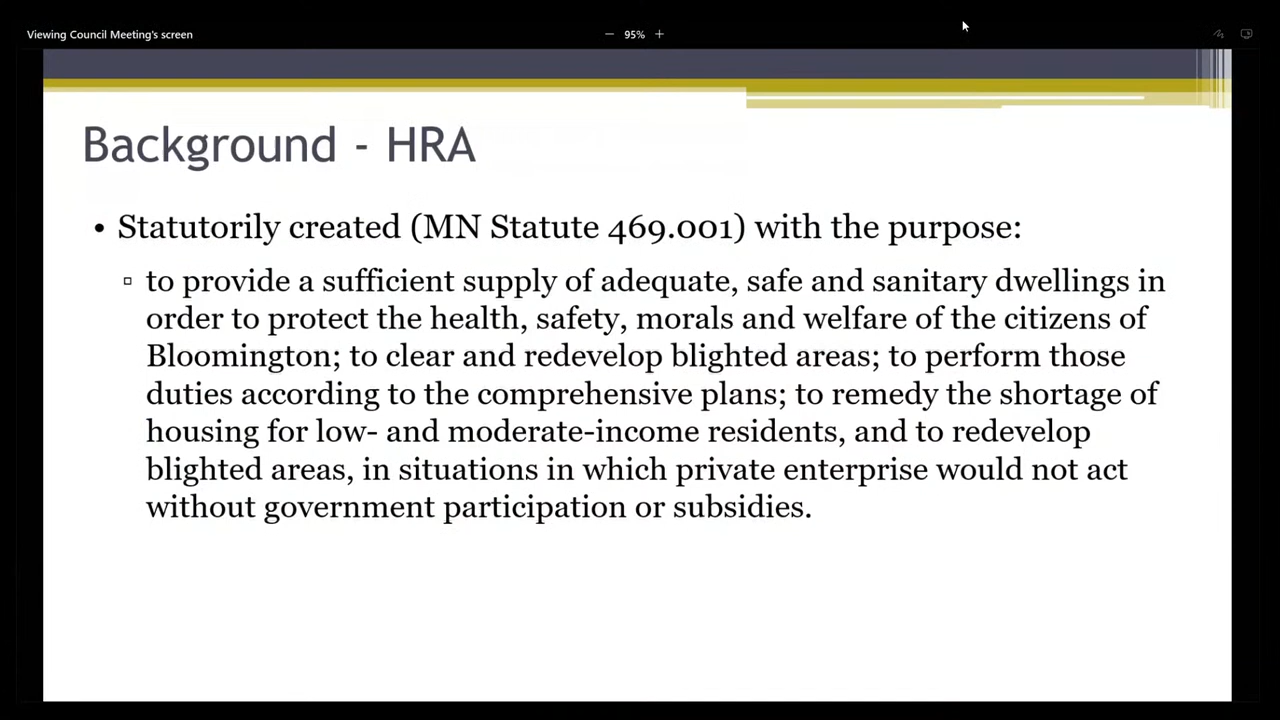 Viewing Council Meeting's screen
− 95% +
Background - HRA
• Statutorily created (MN Statute 469.001) with the purpose:
▫ to provide a sufficient supply of adequate, safe and sanitary dwellings in
order to protect the health, safety, morals and welfare of the citizens of
Bloomington; to clear and redevelop blighted areas; to perform those
duties according to the comprehensive plans; to remedy the shortage of
housing for low- and moderate-income residents, and to redevelop
blighted areas, in situations in which private enterprise would not act
without government participation or subsidies.